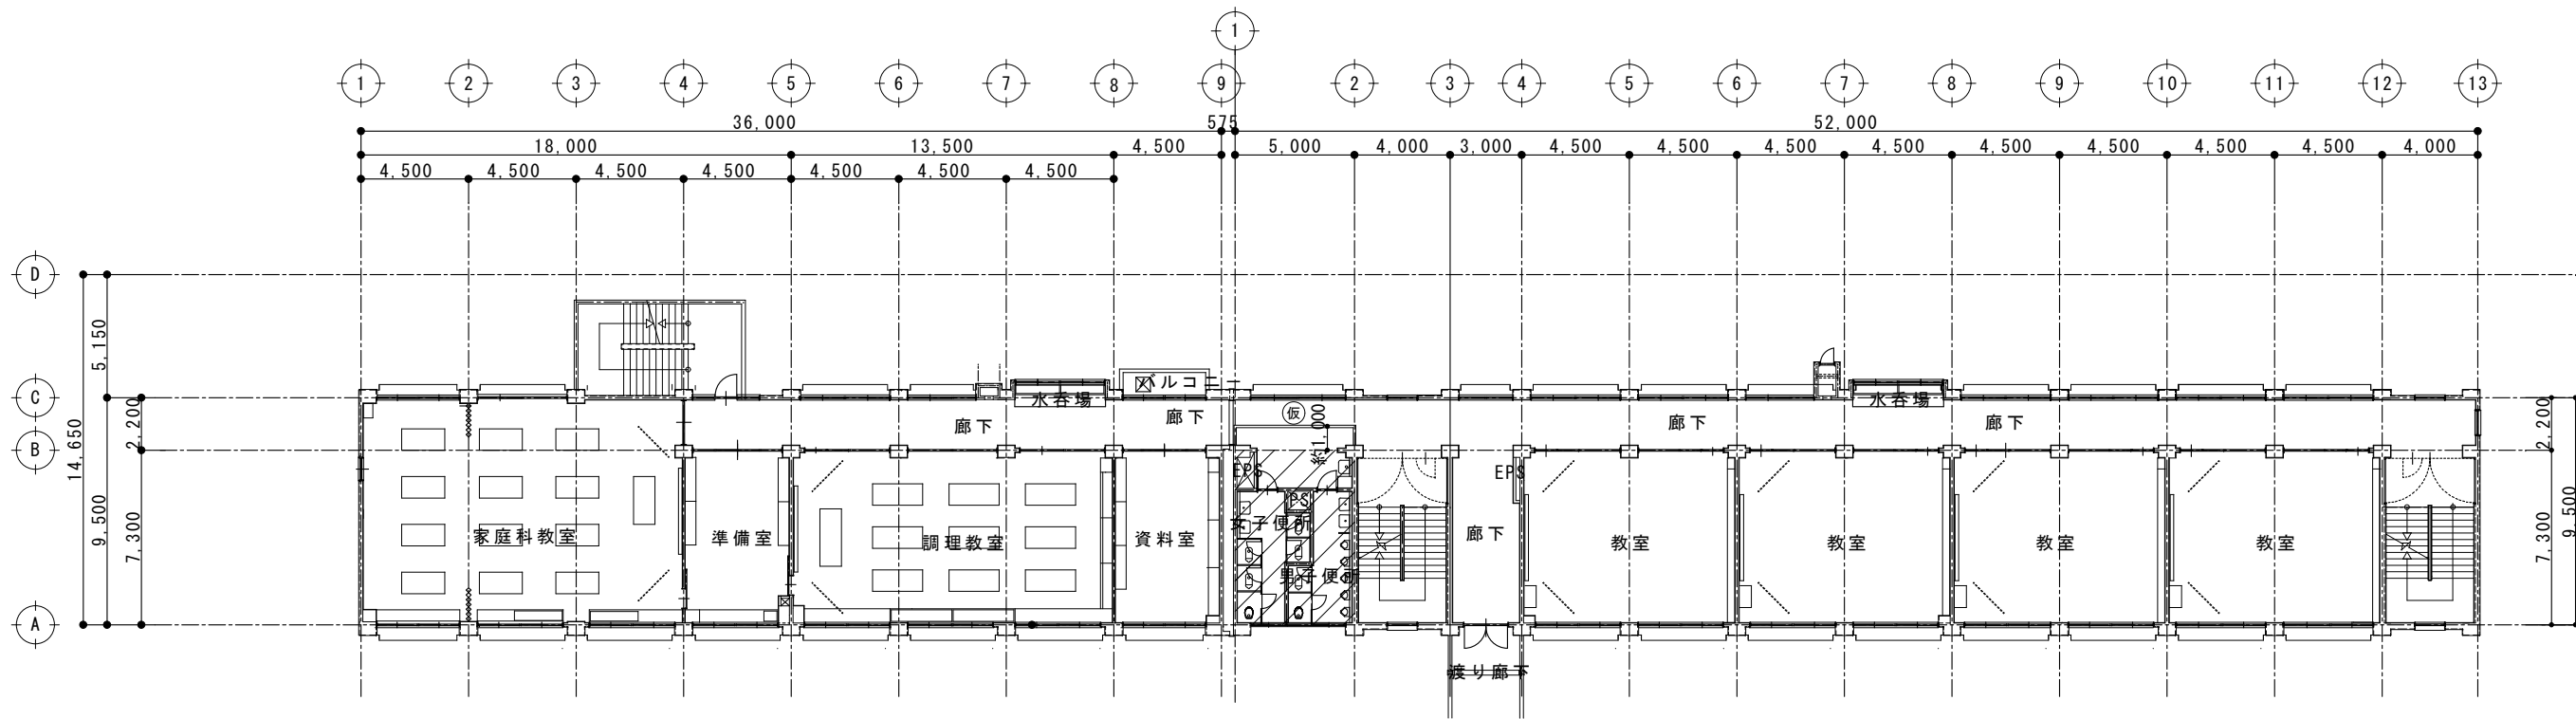 1
1 2 3 4 5 6 7 8 9 2 3 4 5 6 7 8 9 10 11 12 13
36,000 575 52,000
18,000 13,500 4,500 5,000 4,000 3,000 4,500 4,500 4,500 4,500 4,500 4,500 4,500 4,500 4,000
4,500 4,500 4,500 4,500 4,500 4,500 4,500
D
5,150
C
バルコニー
水呑場
水呑場
仮
廊下
廊下
廊下
廊下
2,200
約1,000
2,200
B
14,650
EPS
EPS
PS
9,500
7,300
家庭科教室
準備室
調理教室
資料室
女子便所
男子便所
廊下
教室
教室
教室
教室
7,300
9,500
A
渡り廊下